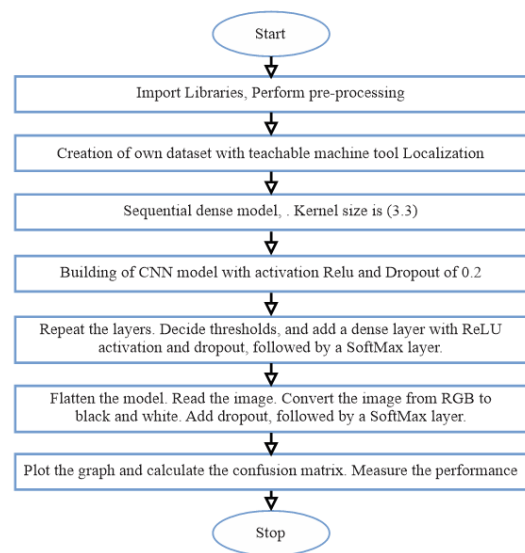 Start
Import Libraries, Perform pre-processing
Creation of own dataset with teachable machine tool Localization
Sequential dense model, . Kernel size is (3.3)
Building of CNN model with activation Relu and Dropout of 0.2
Repeat the layers. Decide thresholds, and add a dense layer with ReLU
activation and dropout, followed by a SoftMax layer.
Flatten the model. Read the image. Convert the image from RGB to
black and white. Add dropout, followed by a SoftMax layer.
Plot the graph and calculate the confusion matrix. Measure the performance
Stop